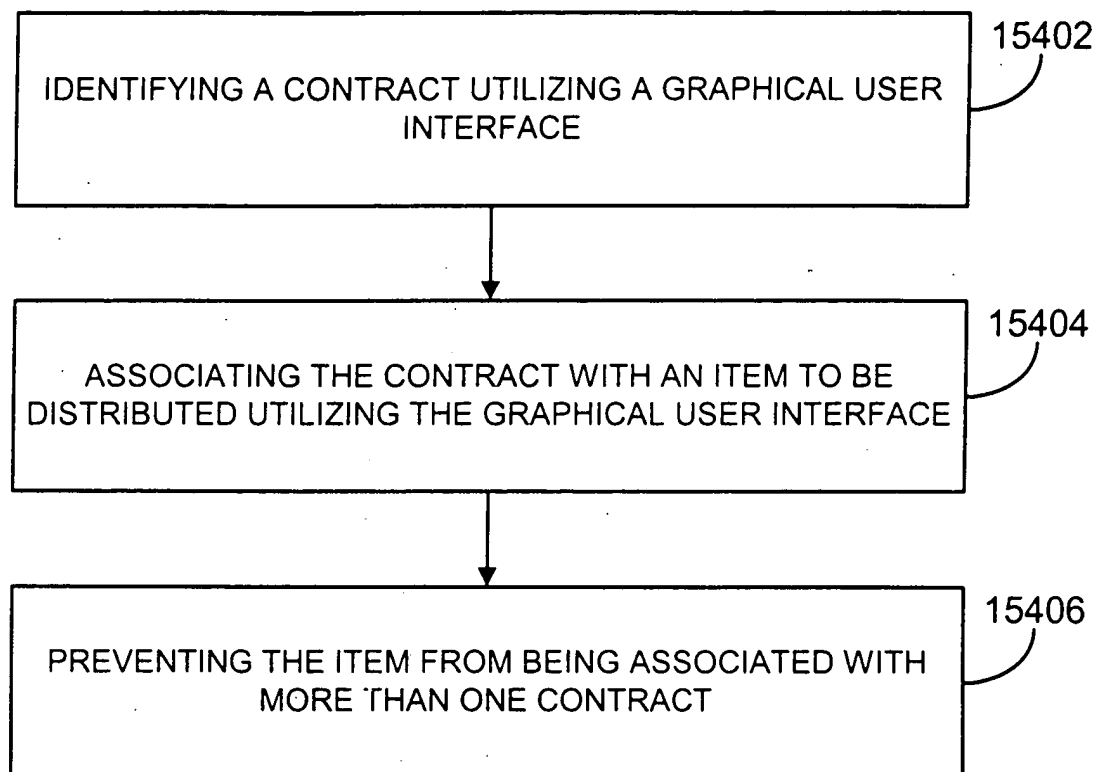 15402
IDENTIFYING A CONTRACT UTILIZING A GRAPHICAL USER
INTERFACE
15404
ASSOCIATING THE CONTRACT WITH AN ITEM TO BE
DISTRIBUTED UTILIZING THE GRAPHICAL USER INTERFACE
15406
PREVENTING THE ITEM FROM BEING ASSOCIATED WITH
MORE THAN ONE CONTRACT